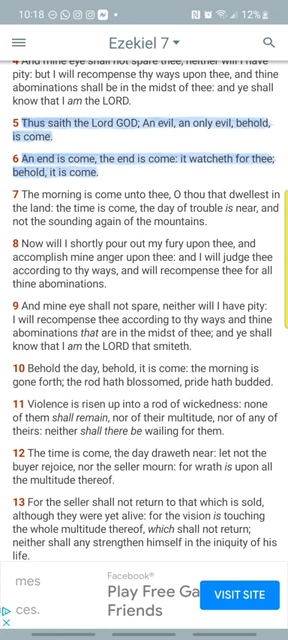 10:18
12%
Ezekiel 7
4 And mine eye shall not spare thee, neither will I have
pity: but I will recompense thy ways upon thee, and thine
abominations shall be in the midst of thee: and ye shall
know that I am the LORD.
5 Thus saith the Lord GOD; An evil, an only evil, behold,
is come.
6 An end is come, the end is come: it watcheth for thee;
behold, it is come.
7 The morning is come unto thee, O thou that dwellest in
the land: the time is come, the day of trouble is near, and
not the sounding again of the mountains.
8 Now will I shortly pour out my fury upon thee, and
accomplish mine anger upon thee: and I will judge thee
according to thy ways, and will recompense thee for all
thine abominations.
9 And mine eye shall not spare, neither will I have pity:
I will recompense thee according to thy ways and thine
abominations that are in the midst of thee; and ye shall
know that I am the LORD that smiteth.
10 Behold the day, behold, it is come: the morning is
gone forth; the rod hath blossomed, pride hath budded.
11 Violence is risen up into a rod of wickedness: none
of them shall remain, nor of their multitude, nor of any of
theirs: neither shall there be wailing for them.
12 The time is come, the day draweth near: let not the
buyer rejoice, nor the seller mourn: for wrath is upon all
the multitude thereof.
13 For the seller shall not return to that which is sold,
although they were yet alive: for the vision is touching
the whole multitude thereof, which shall not return;
neither shall any strengthen himself in the iniquity of his
life.
mes
ces.
Facebook®
Play Free Ga
Friends
VISIT SITE